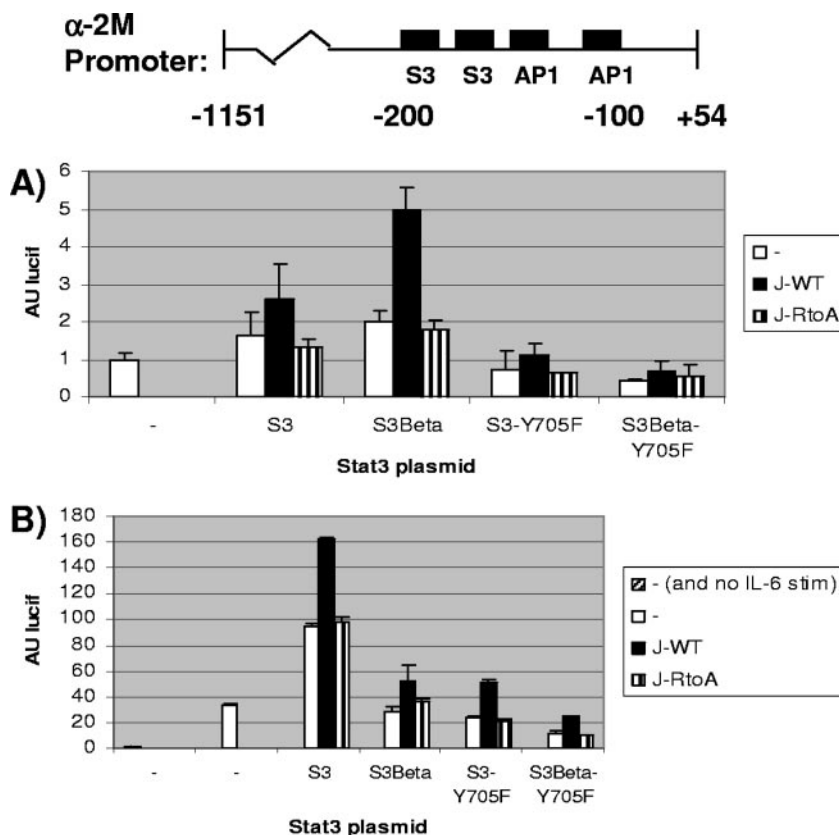 α-2M
Promoter:
S3 S3 AP1 AP1
-1151 -200 -100 +54
A)
6
5
4
3
2
1
0
AU lucif
- S3 S3Beta S3-Y705F S3Beta-
Y705F
Stat3 plasmid
-
J-WT
J-RtoA
B)
180
160
140
120
100
80
60
40
20
0
AU lucif
- - S3 S3Beta S3- S3Beta-
Y705F Y705F
Stat3 plasmid
- (and no IL-6 stim)
-
J-WT
J-RtoA